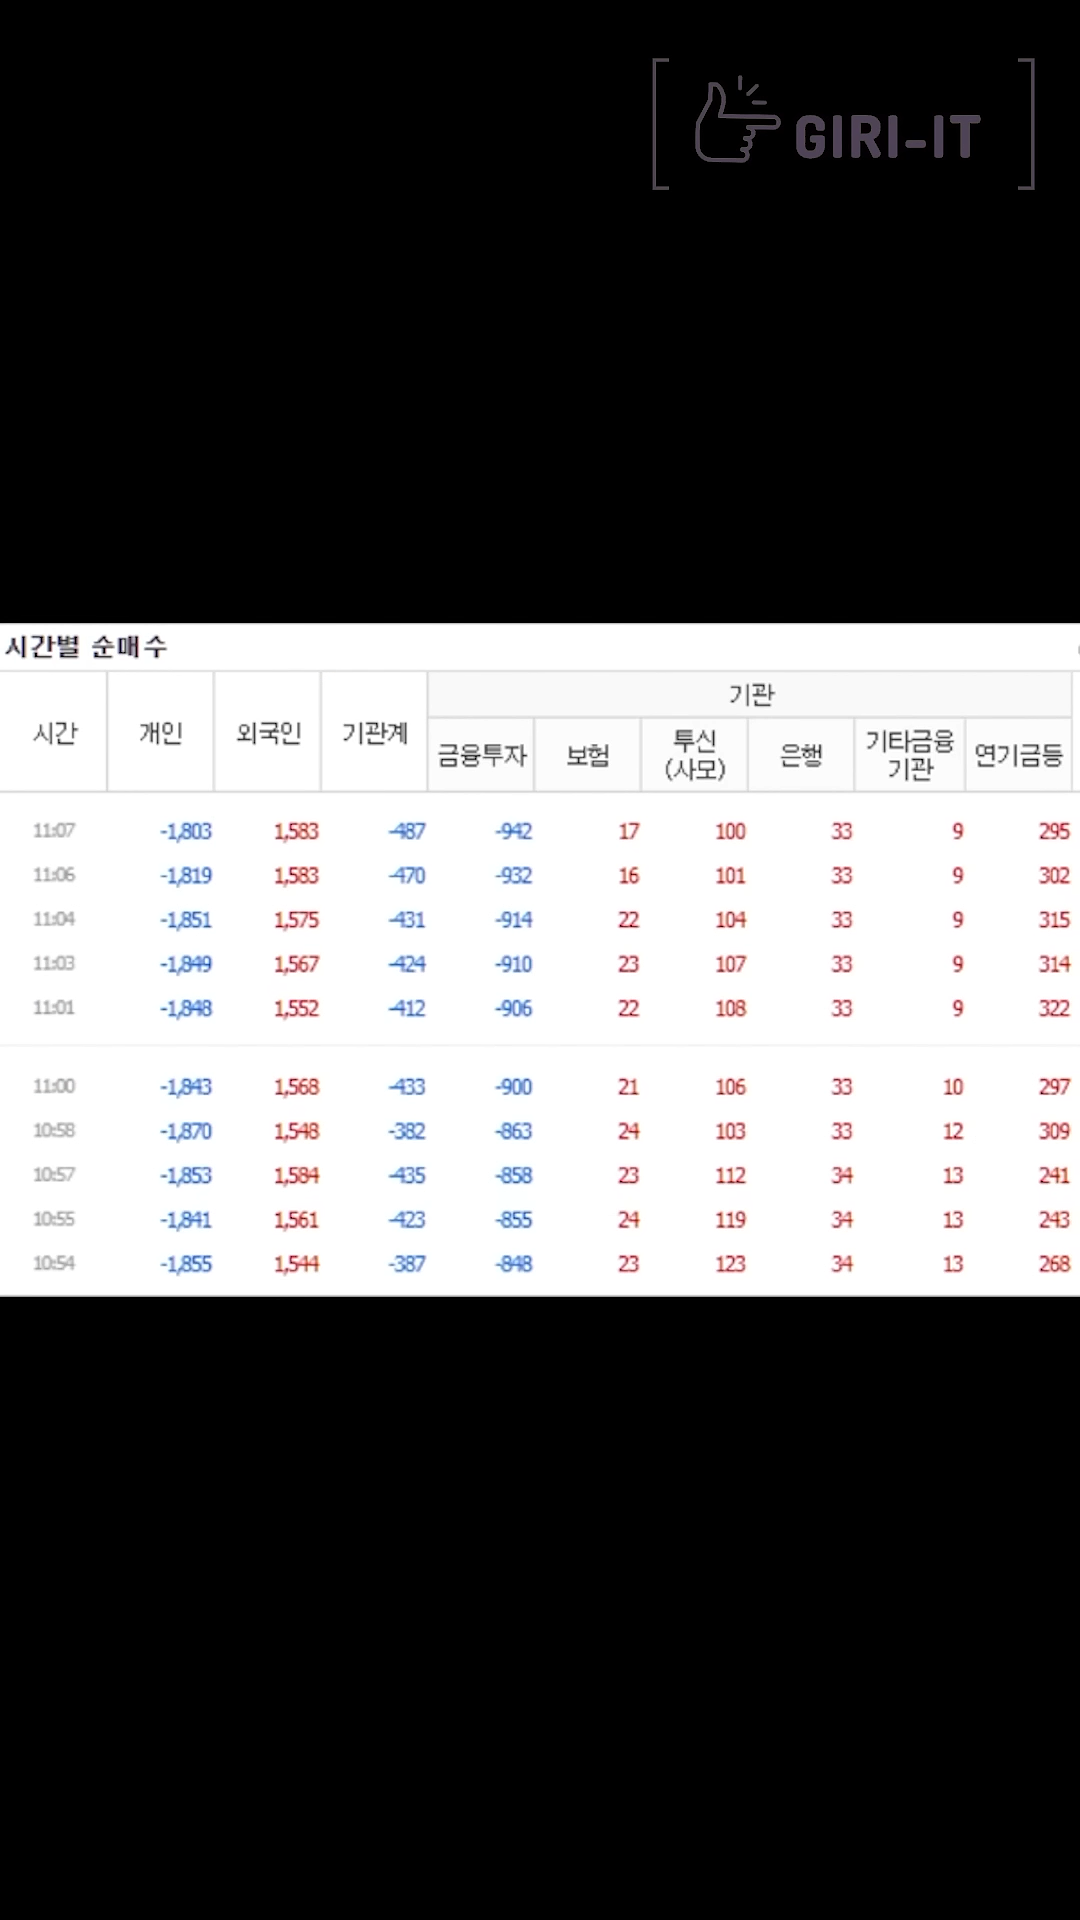 GIRI-IT
시간별 순매수
시간 개인 외국인 기관계 기관
금융투자 보험 투신(사모) 은행 기타금융기관 연기금등
11:07 -1,803 1,583 -487 -942 17 100 33 9 295
11:06 -1,819 1,583 -470 -932 16 101 33 9 302
11:04 -1,851 1,575 -431 -914 22 104 33 9 315
11:03 -1,849 1,567 -424 -910 23 107 33 9 314
11:01 -1,848 1,552 -412 -906 22 108 33 9 322
11:00 -1,843 1,568 -433 -900 21 106 33 10 297
10:58 -1,870 1,548 -382 -863 24 103 33 12 309
10:57 -1,853 1,584 -435 -858 23 112 34 13 241
10:55 -1,841 1,561 -423 -855 24 119 34 13 243
10:54 -1,855 1,544 -387 -848 23 123 34 13 268